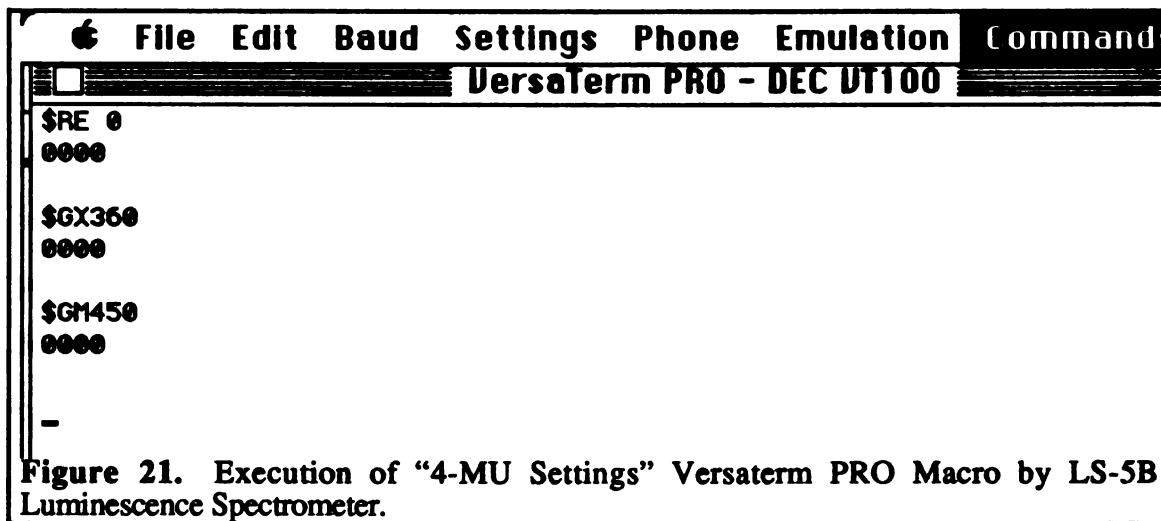 File Edit Baud Settings Phone Emulation Command
VersaTerm PRO - DEC VT100
$RE 0
0000
$GX360
0000
$GM450
0000
Figure 21. Execution of “4-MU Settings” Versaterm PRO Macro by LS-5B
Luminescence Spectrometer.